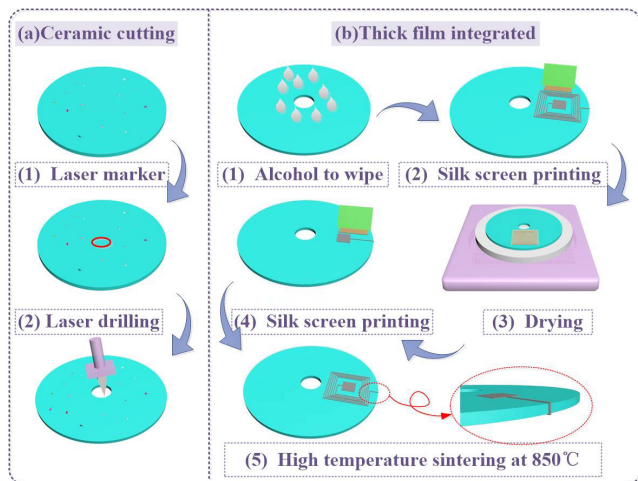 (a)Ceramic cutting
(b)Thick film integrated
(1) Laser marker
(1) Alcohol to wipe
(2) Silk screen printing
(2) Laser drilling
(4) Silk screen printing
(3) Drying
(5) High temperature sintering at 850℃